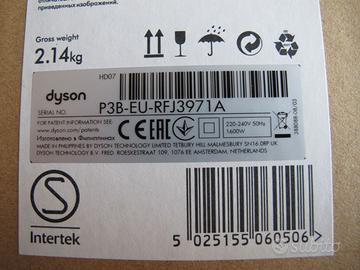 приведенных изображений.
Gross weight
2.14kg
HD07
dyson
SERIAL NO:
P3B-EU-RFJ3971A
FOR PATENT INFORMATION SEE:
www.dyson.com/patents
Изготовлено в Филиппинах
220-240V 50Hz
1600W
MADE IN PHILIPPINES BY DYSON TECHNOLOGY LIMITED TETBURY HILL MALMESBURY SN16 0RP UK
DYSON TECHNOLOGY B.V. FRED. ROESKESTRAAT 109, 1076 EE AMSTERDAM, NETHERLANDS
S
Intertek
5 025155 060506
subito